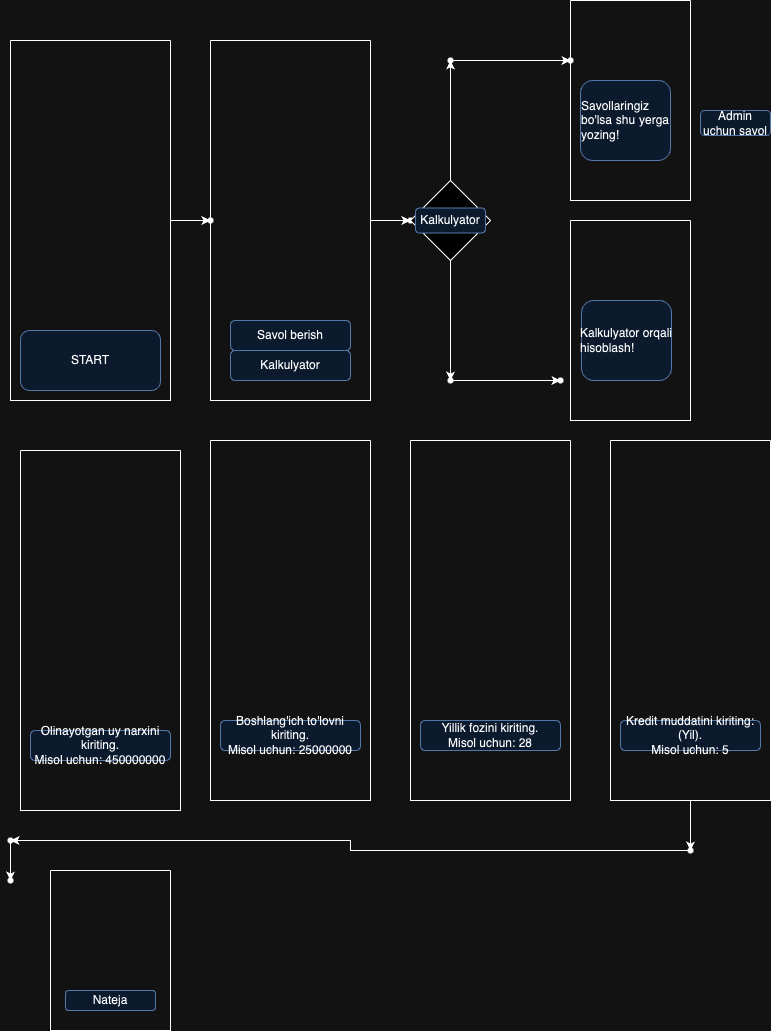 START
Savol berish
Kalkulyator
Kalkulyator
Savollaringiz
bo'lsa shu yerga
yozing!
Admin
uchun savol
Kalkulyator orqali
hisoblash!
Olinayotgan uy narxini
kiriting.
Misol uchun: 450000000
Boshlang'ich to'lovni
kiriting.
Misol uchun: 25000000
Yillik fozini kiriting.
Misol uchun: 28
Kredit muddatini kiriting:
(Yil).
Misol uchun: 5
Nateja